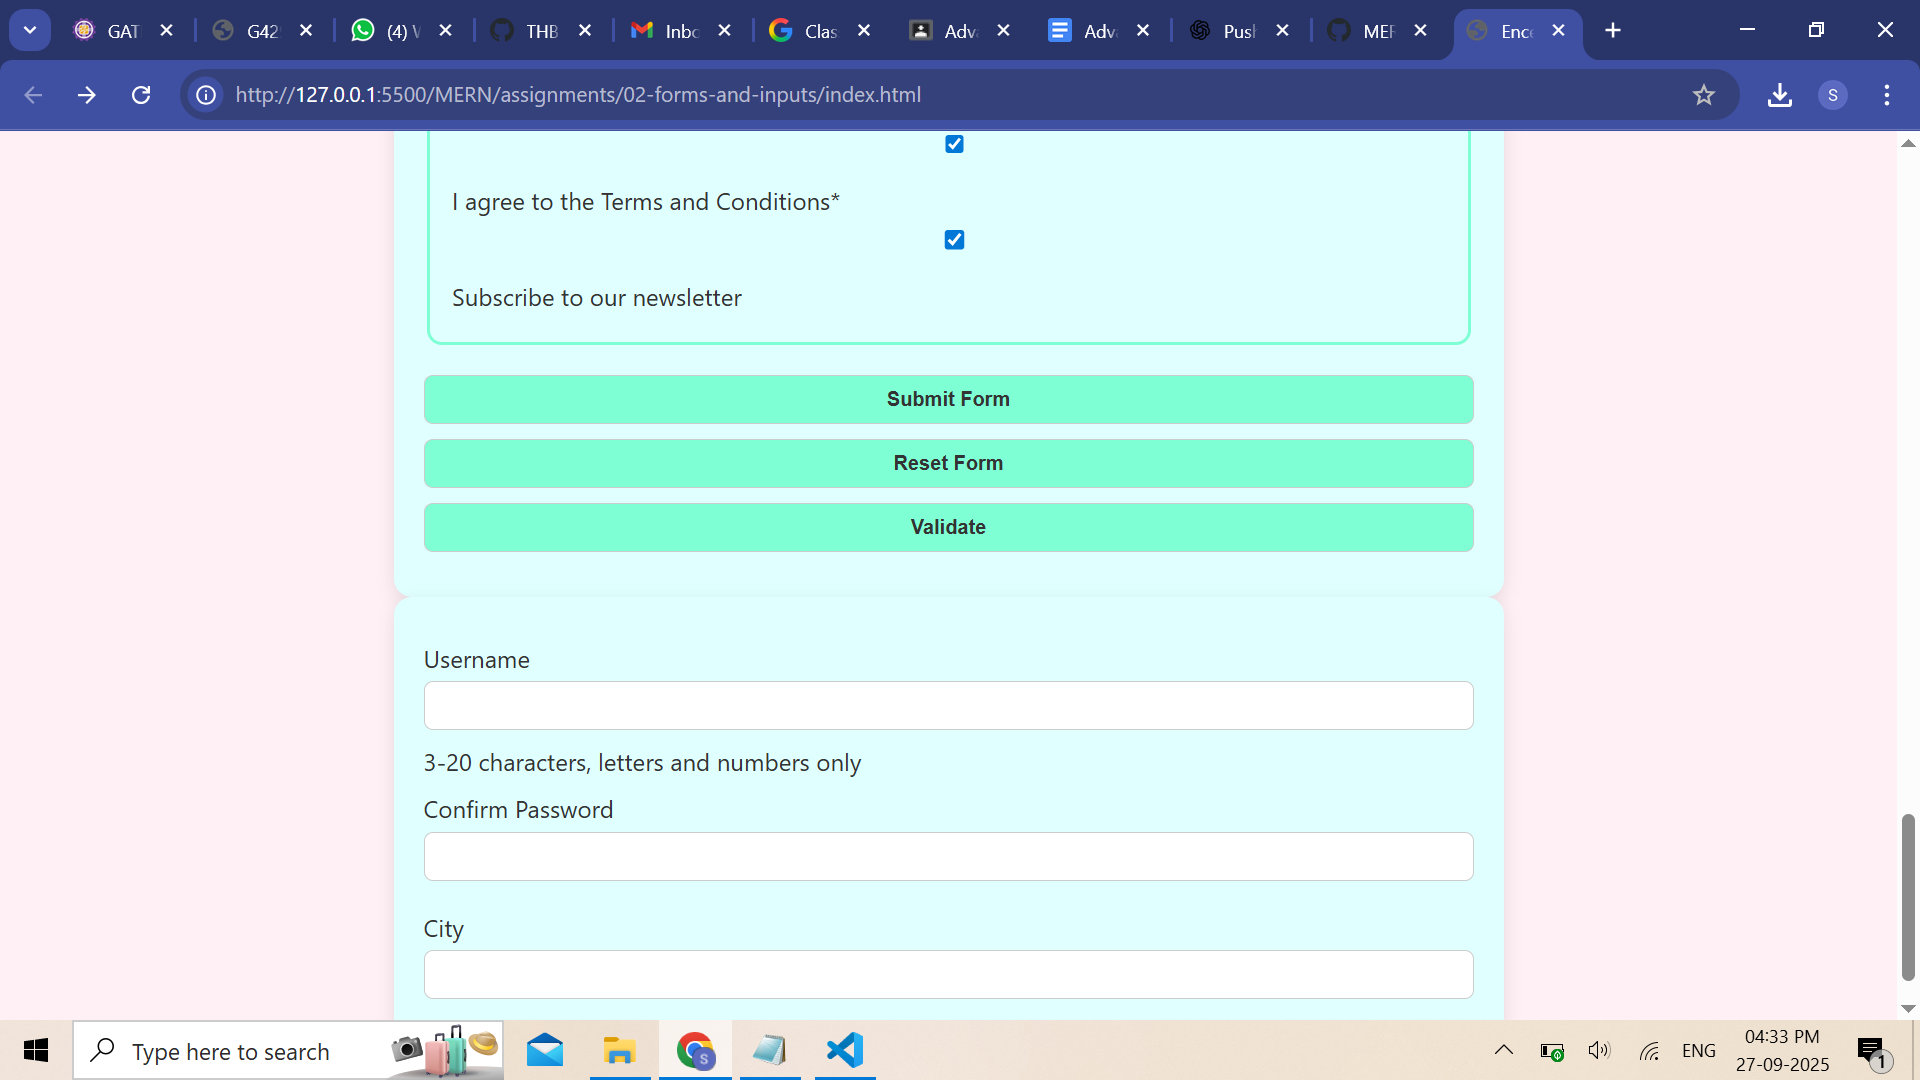 GAT
G42
(4) W
THB
Inbo
Clas
Adv
Adv
Pus
MER
Enc
http://127.0.0.1:5500/MERN/assignments/02-forms-and-inputs/index.html
S
I agree to the Terms and Conditions*
Subscribe to our newsletter
Submit Form
Reset Form
Validate
Username
3-20 characters, letters and numbers only
Confirm Password
City
Type here to search
S
ENG
04:33 PM
27-09-2025
1